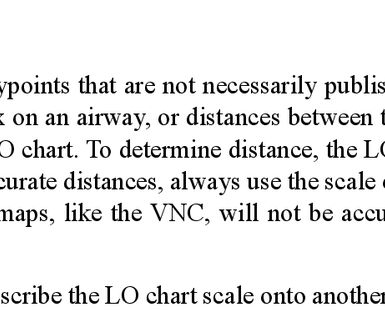 ypoints that are not necessarily publis
on an airway, or distances between
O chart. To determine distance, the LO
curate distances, always use the scale
maps, like the VNC, will not be accu
scribe the LO chart scale onto another